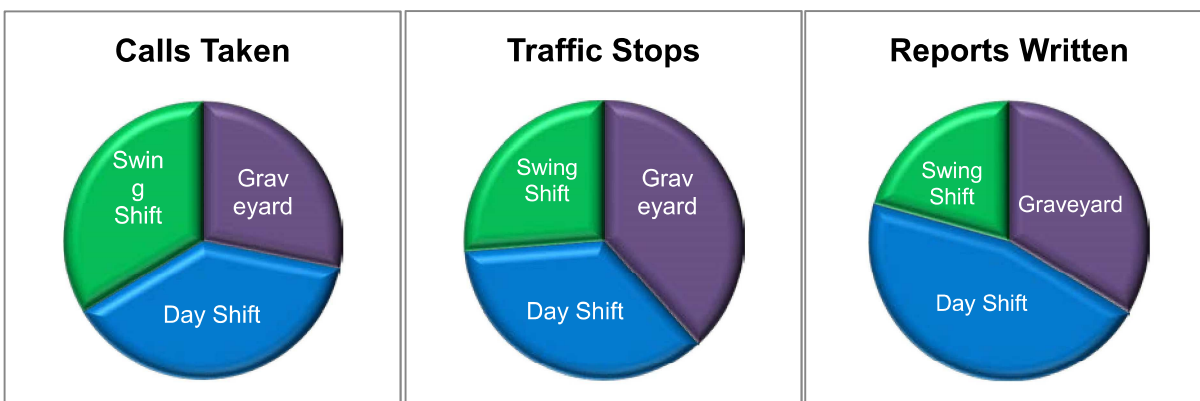 Calls Taken
Swin
g
Shift
Grav
eyard
Day Shift
Traffic Stops
Swing
Shift
Grav
eyard
Day Shift
Reports Written
Swing
Shift
Graveyard
Day Shift